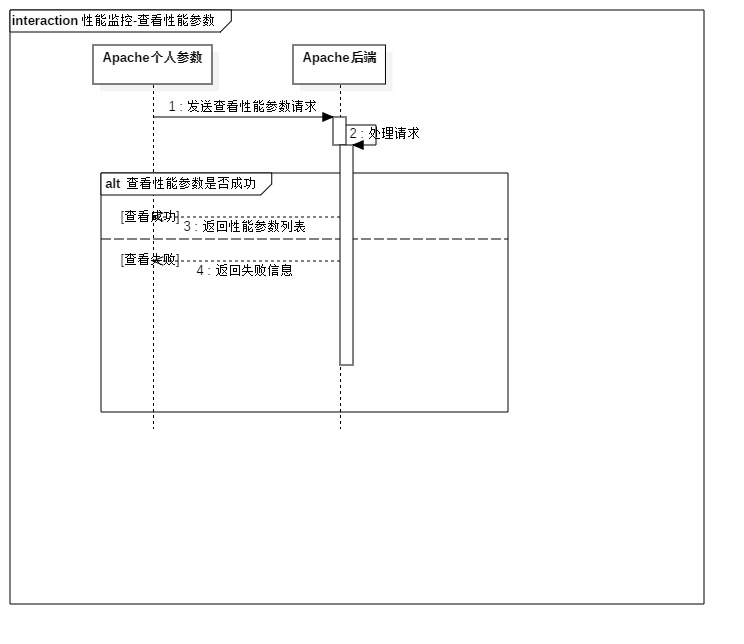 interaction 性能监控-查看性能参数
Apache个人参数
Apache后端
1 : 发送查看性能参数请求
2 : 处理请求
alt 查看性能参数是否成功
[查看成功]
3 : 返回性能参数列表
[查看失败]
4 : 返回失败信息